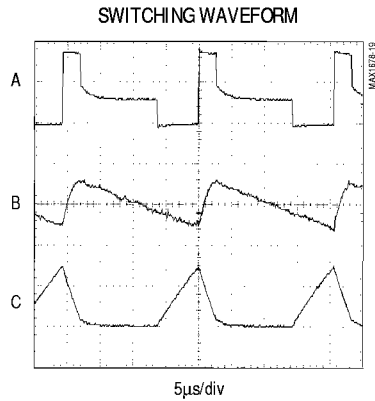 SWITCHING WAVEFORM
A
B
C
5µs/div
MAX1678-19